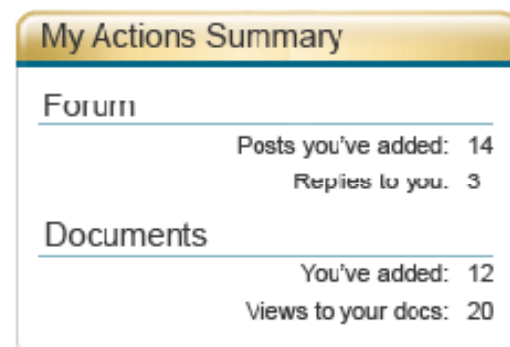 My Actions Summary
Forum
Posts you've added: 14
Replies to you: 3
Documents
You've added: 12
Views to your docs: 20